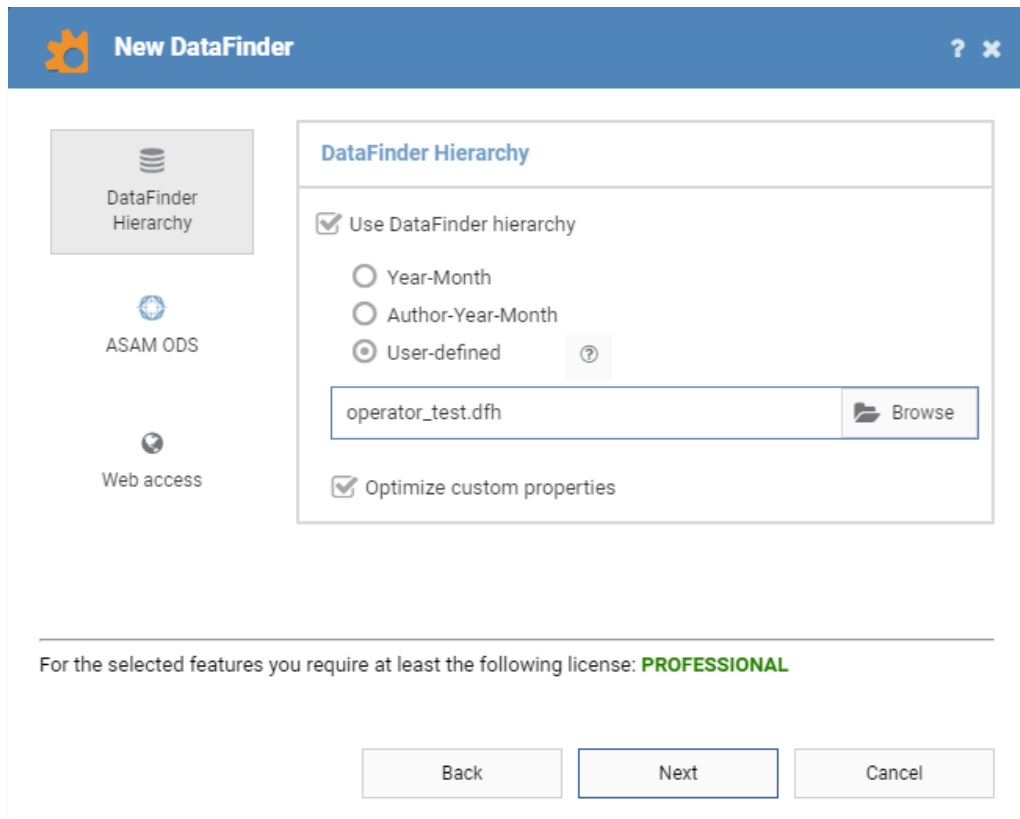 New DataFinder
? ×
DataFinder
Hierarchy
ASAM ODS
Web access
DataFinder Hierarchy
Use DataFinder hierarchy
Year-Month
Author-Year-Month
User-defined
?
operator_test.dfh
Browse
Optimize custom properties
For the selected features you require at least the following license: PROFESSIONAL
Back
Next
Cancel